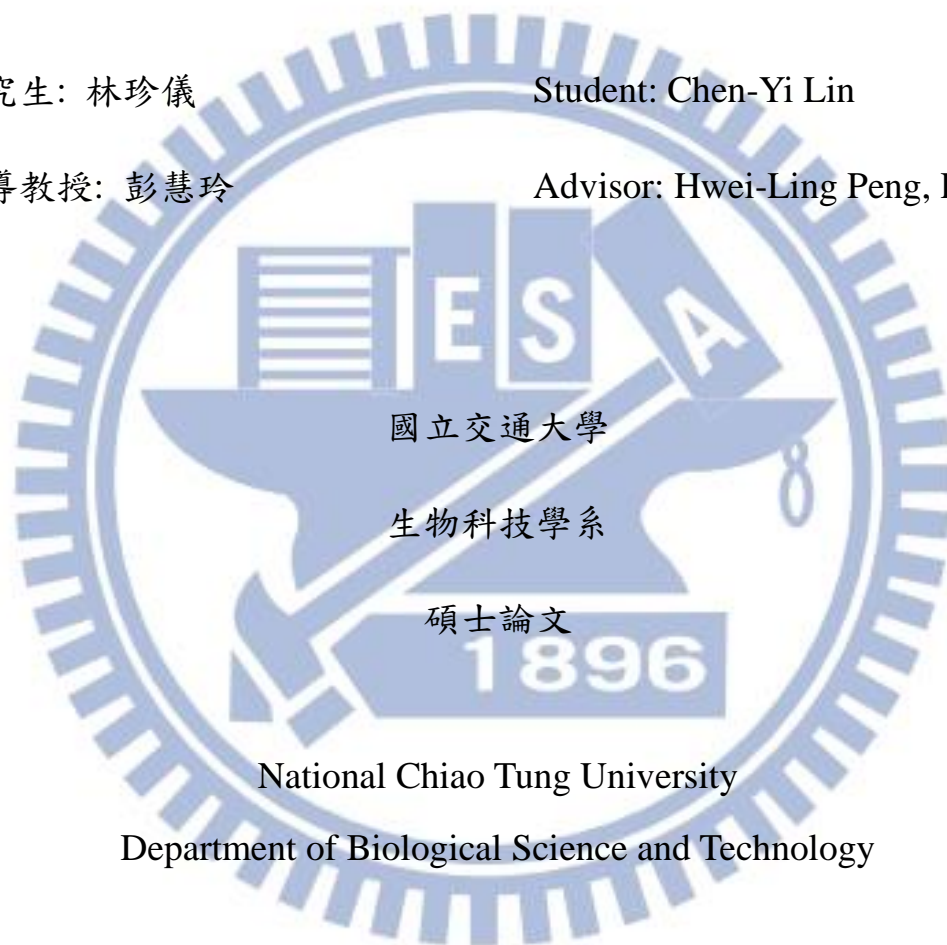 究生: 林珍儀 Student: Chen-Yi Lin
導教授: 彭慧玲 Advisor: Hwei-Ling Peng,
E S A
國立交通大學
生物科技學系
碩士論文
1896
National Chiao Tung University
Department of Biological Science and Technology